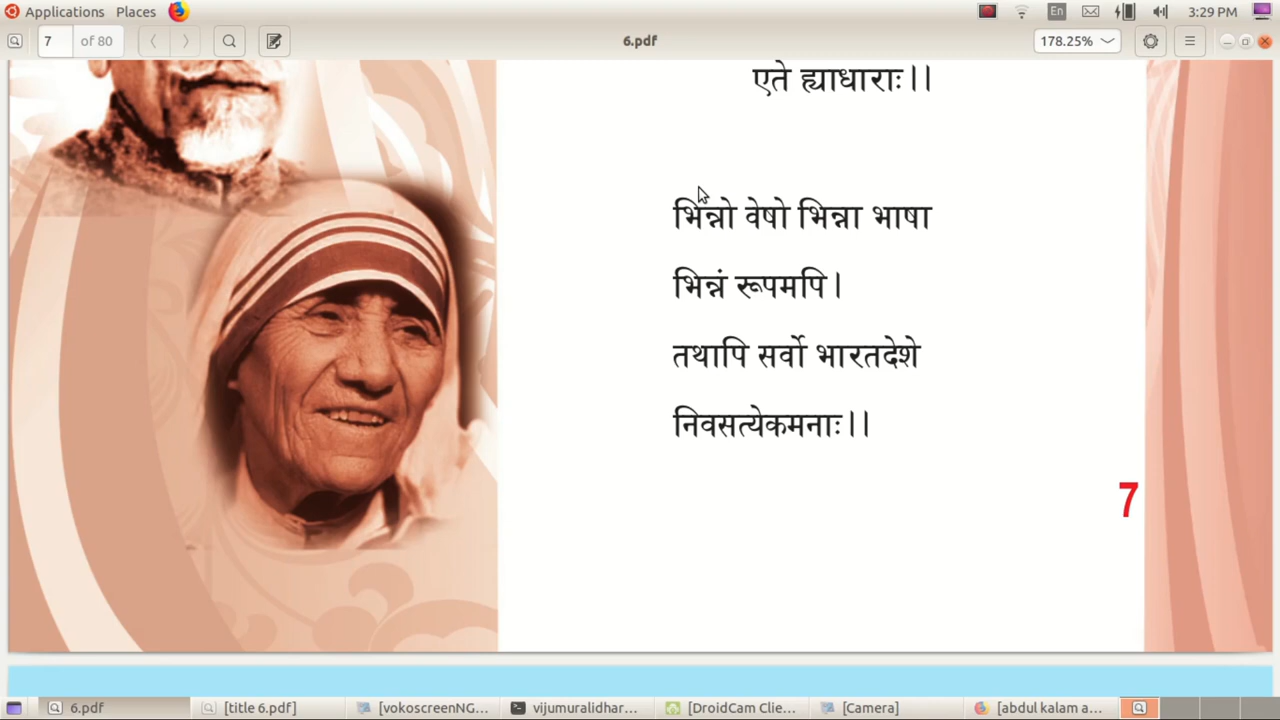 Applications Places En 3:29 PM
7 of 80 6.pdf 178.25%
एते ह्याधाराः।।
भिन्नो वेषो भिन्ना भाषा
भिन्नं रूपमपि।
तथापि सर्वो भारतदेशे
निवसत्येकमनाः।।
7
6.pdf [title 6.pdf] [vokoscreenNG... vijumuralidhar... [DroidCam Clie... [Camera] [abdul kalam a...